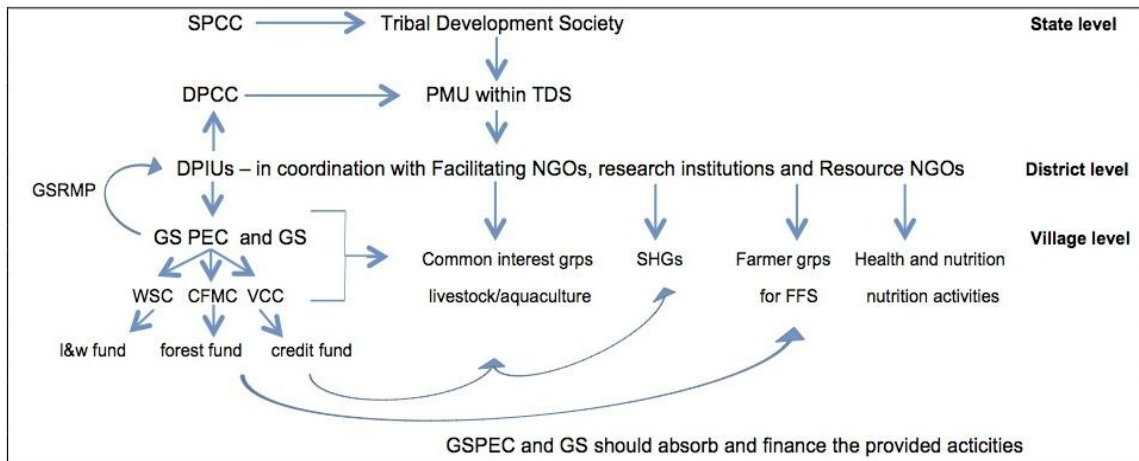 SPCC Tribal Development Society State level
DPCC PMU within TDS
DPIUs – in coordination with Facilitating NGOs, research institutions and Resource NGOs District level
GSRMP
GS PEC and GS Village level
Common interest grps SHGs Farmer grps Health and nutrition
WSC CFMC VCC livestock/aquaculture for FFS nutrition activities
l&w fund forest fund credit fund
GSPEC and GS should absorb and finance the provided acticities